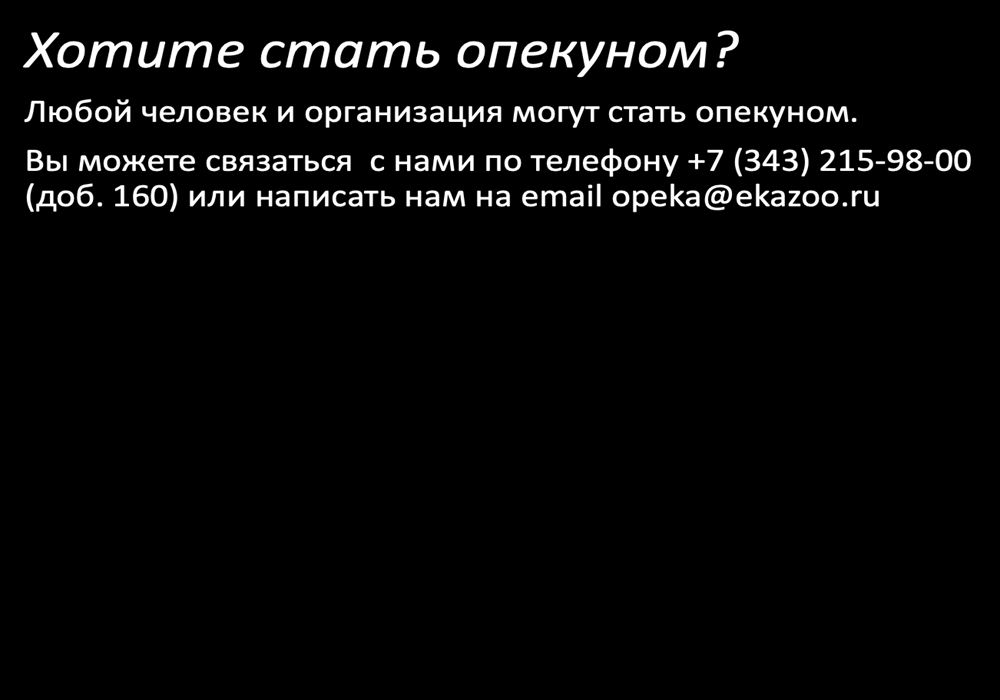 Хотите стать опекуном?
Любой человек и организация могут стать опекуном.
Вы можете связаться  с нами по телефону +7 (343) 215-98-00
(доб. 160) или написать нам на email opeka@ekazoo.ru